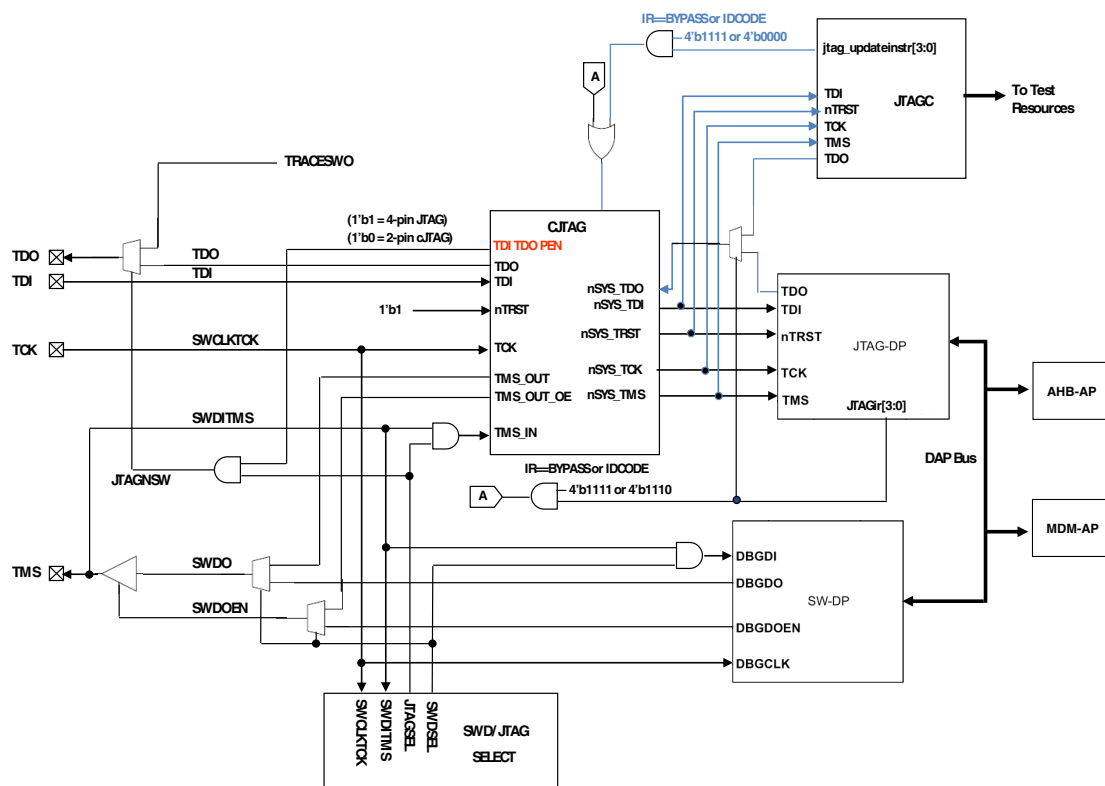 IR==BYPASS or IDCODE
4'b1111 or 4'b0000
jtag_updateinstr[3:0]
A
TDI
nTRST
TCK
TMS
TDO
JTAGC
To Test
Resources
TRACESWO
(1'b1 = 4-pin JTAG)
(1'b0 = 2-pin cJTAG)
CJTAG
TDI TDO PEN
TDO
TDI
nTRST
TCK
TMS_OUT
TMS_OUT_OE
TMS_IN
nSYS_TDO
nSYS_TDI
nSYS_TRST
nSYS_TCK
nSYS_TMS
TDO
TDO
TDI
TDI
1'b1
TCK
SWCLKTCK
SWDITMS
JTAGNSW
TDO
TDI
nTRST
TCK
TMS
JTAG-DP
JTAGir[3:0]
AHB-AP
DAP Bus
MDM-AP
IR==BYPASS or IDCODE
4'b1111 or 4'b1110
A
TMS
SWDO
SWDOEN
DBGDI
DBGDO
SW-DP
DBGDOEN
DBGCLK
SWCLKTCK
SWDITMS
JTAGSEL
SWDSEL
SWD/JTAG
SELECT